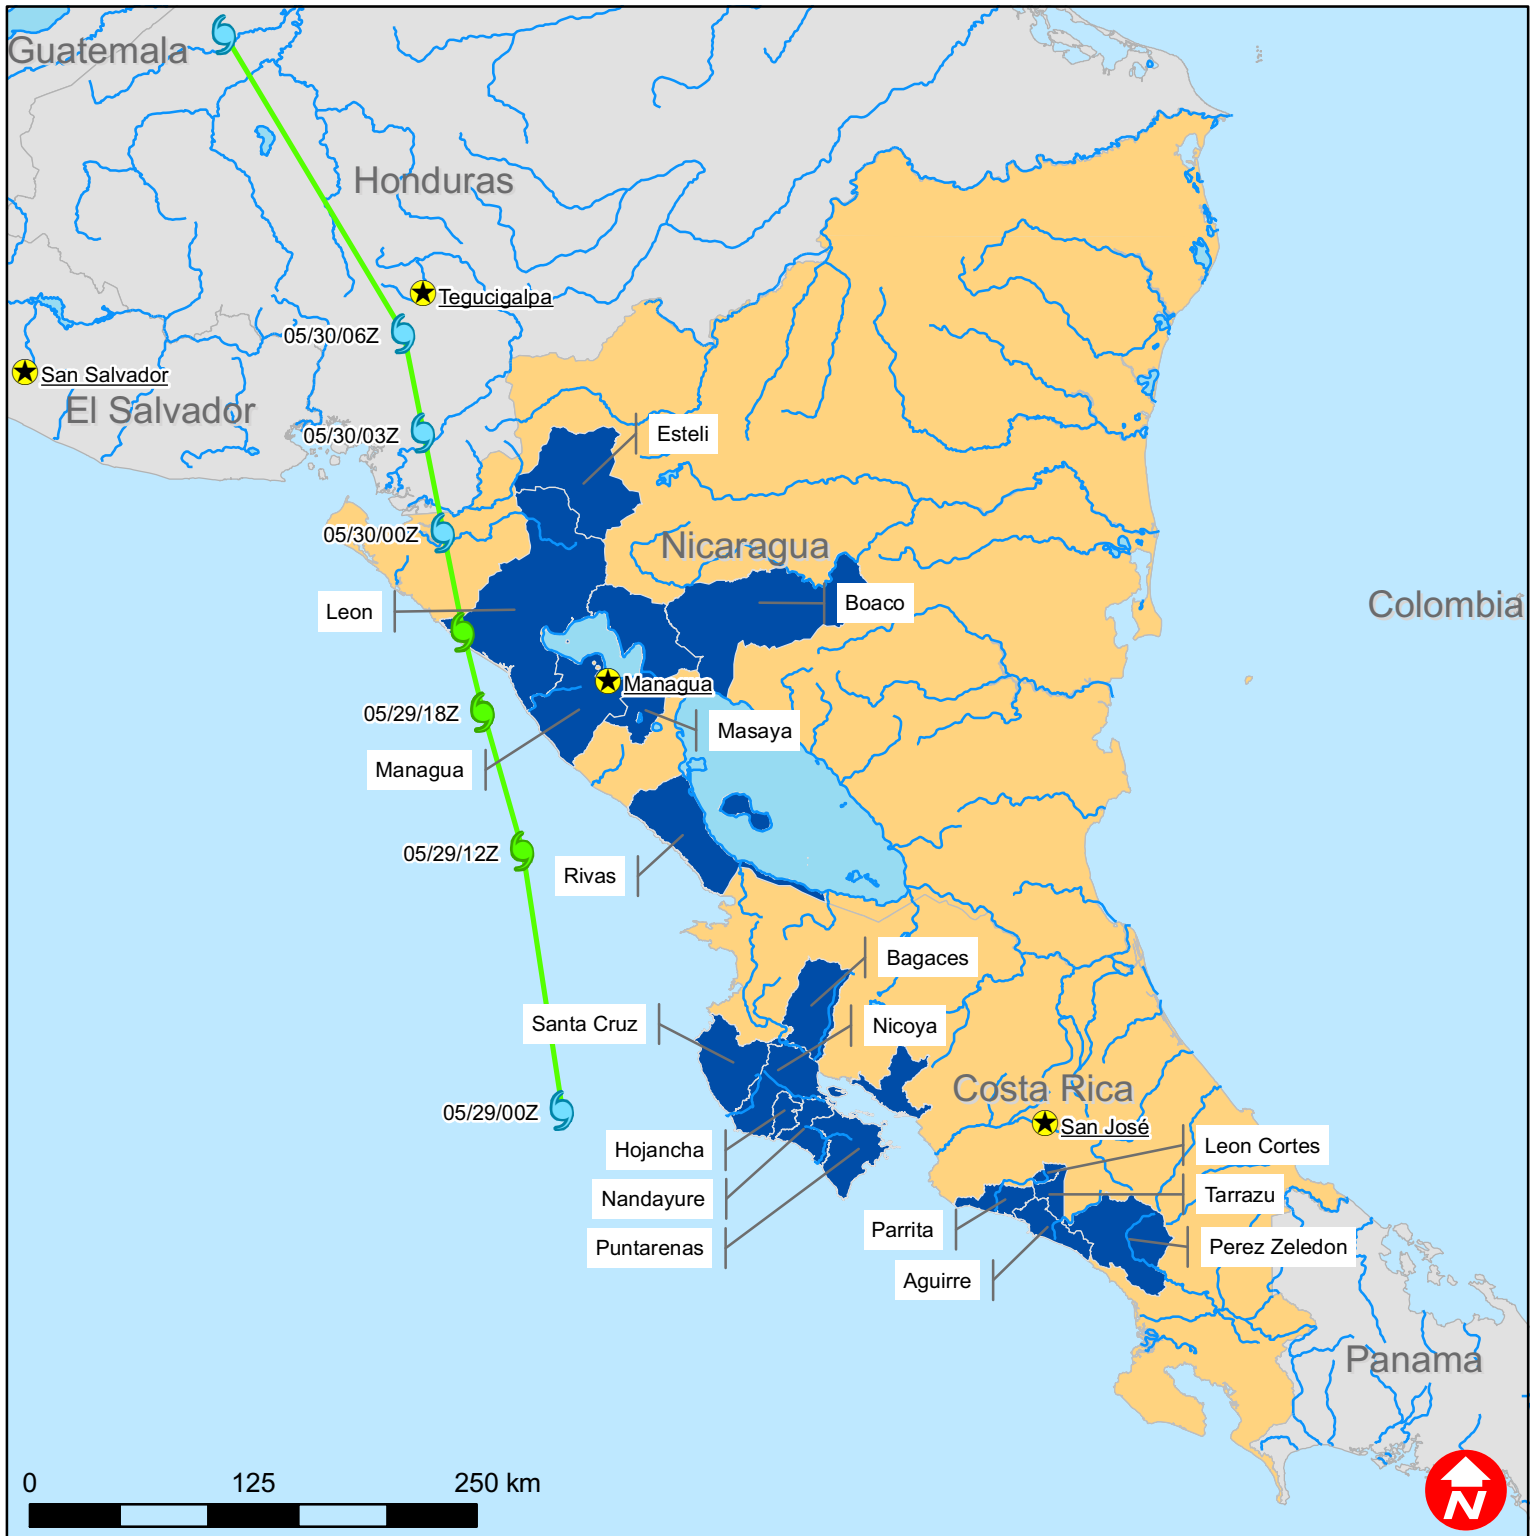 Guatemala
Honduras
Tegucigalpa
05/30/06Z
San Salvador
El Salvador
05/30/03Z
Esteli
05/30/00Z
Nicaragua
Leon
Boaco
Colombia
Managua
05/29/18Z
Masaya
Managua
05/29/12Z
Rivas
Bagaces
Santa Cruz
Nicoya
Costa Rica
05/29/00Z
San José
Hojancha
Leon Cortes
Nandayure
Tarrazu
Parrita
Puntarenas
Perez Zeledon
Aguirre
Panama
0 125 250 km
N